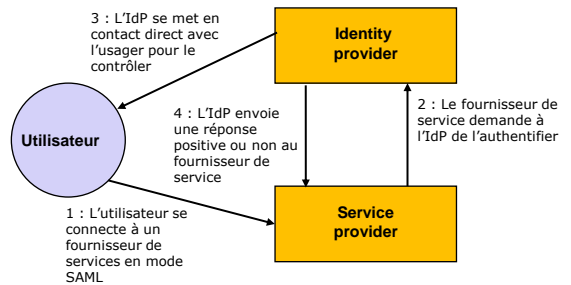 3 : L'IdP se met en
contact direct avec
l'usager pour le
contrôler
Identity
provider
2 : Le fournisseur de
service demande à
l'IdP de l'authentifier
4 : L'IdP envoie
une réponse
positive ou non au
fournisseur de
service
Utilisateur
1 : L'utilisateur se
connecte à un
fournisseur de
services en mode
SAML
Service
provider